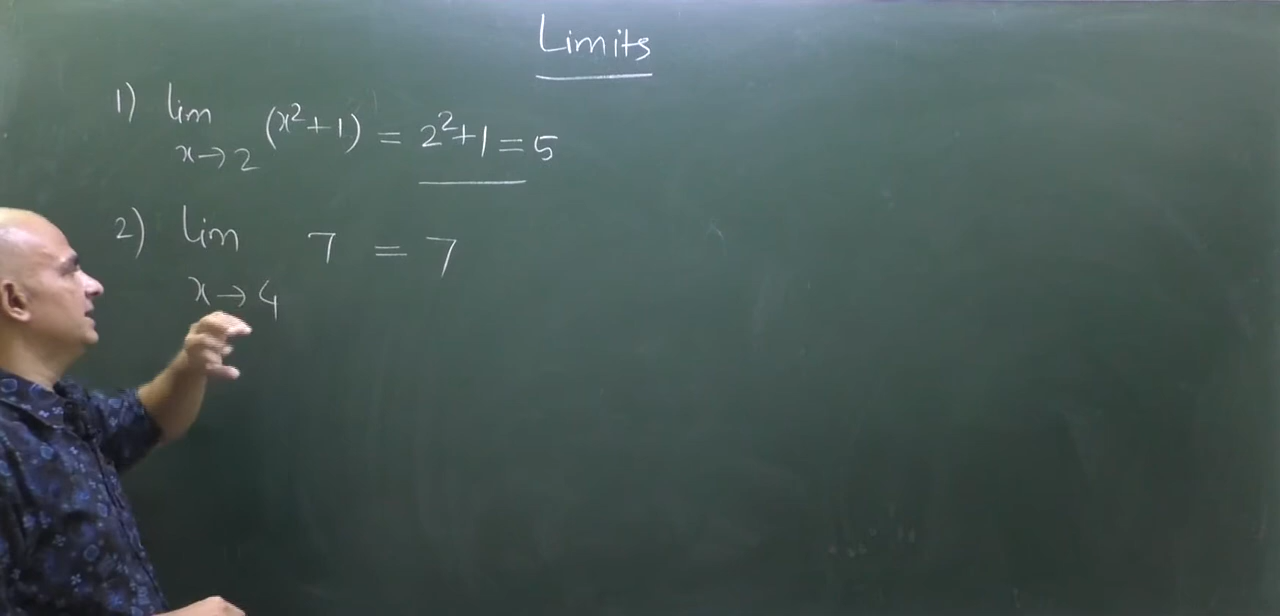 Limits
1) lim x→2 (x²+1) = 2²+1 = 5
2) lim x→4 7 = 7